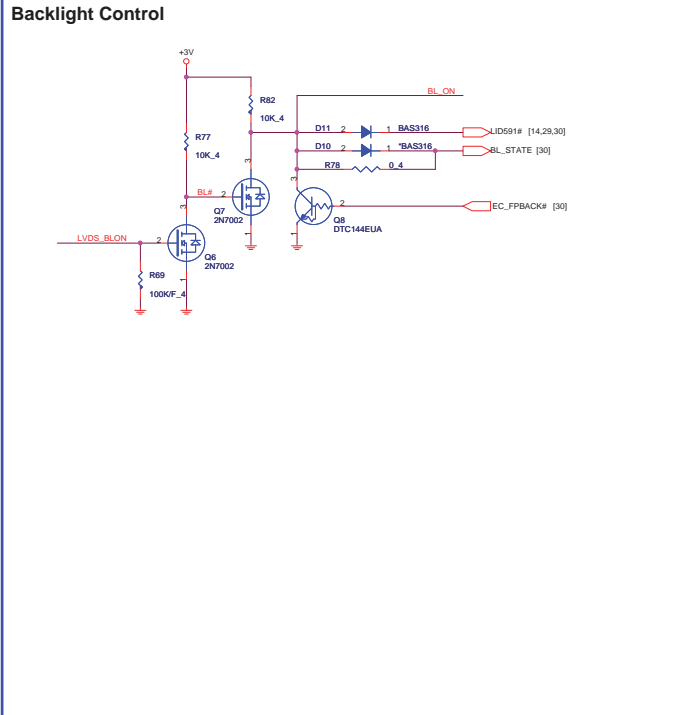 Backlight Control
+3V
BL_ON
R82
10K_4
D11 2 1 BAS316
LID591# [14,29,30]
R77
10K_4
D10 2 1 *BAS316
BL_STATE [30]
R78 0_4
3
3
BL# 2
Q7
2N7002
3
2
EC_FPBACK# [30]
Q8
DTC144EUA
1
1
3
LVDS_BLON 2
Q6
2N7002
R69
100K/F_4
1